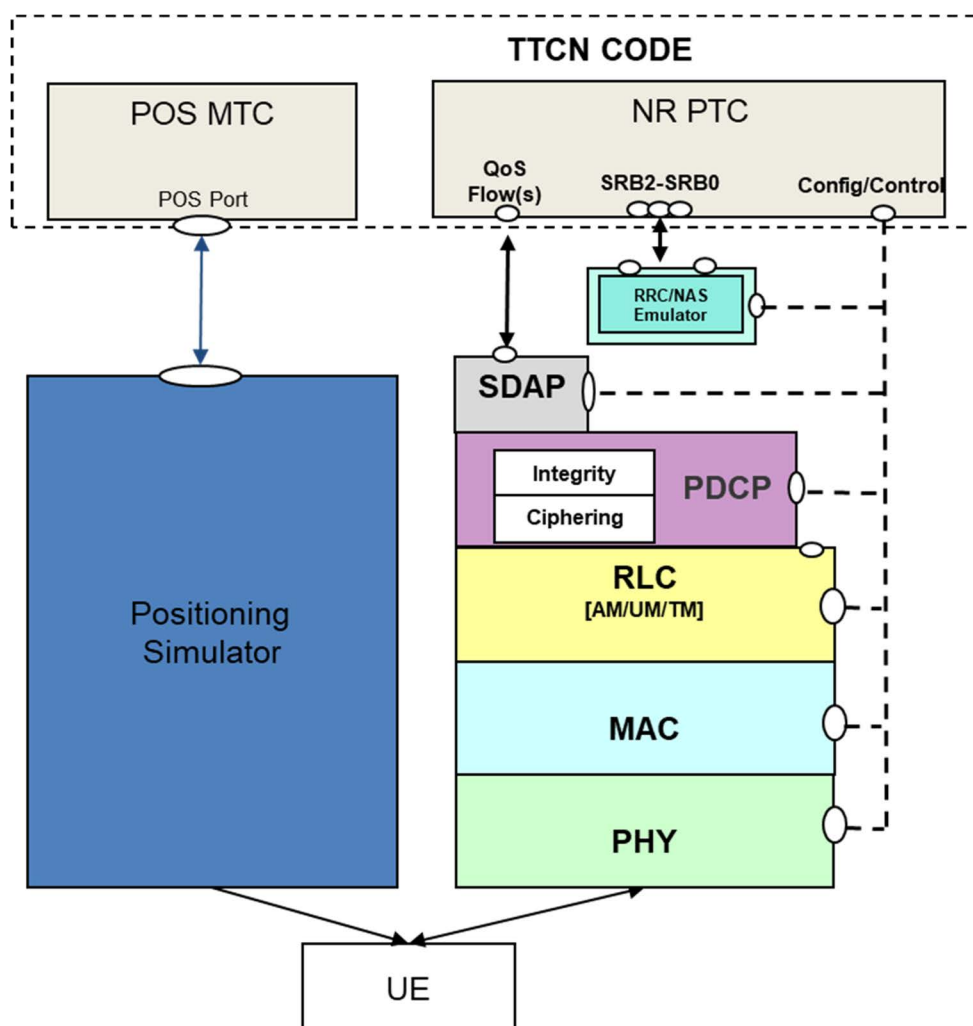 TTCN CODE
POS MTC
POS Port
NR PTC
QoS
Flow(s)
SRB2-SRB0
Config/Control
RRC/NAS
Emulator
SDAP
Integrity
Ciphering
PDCP
RLC
[AM/UM/TM]
MAC
PHY
Positioning
Simulator
UE